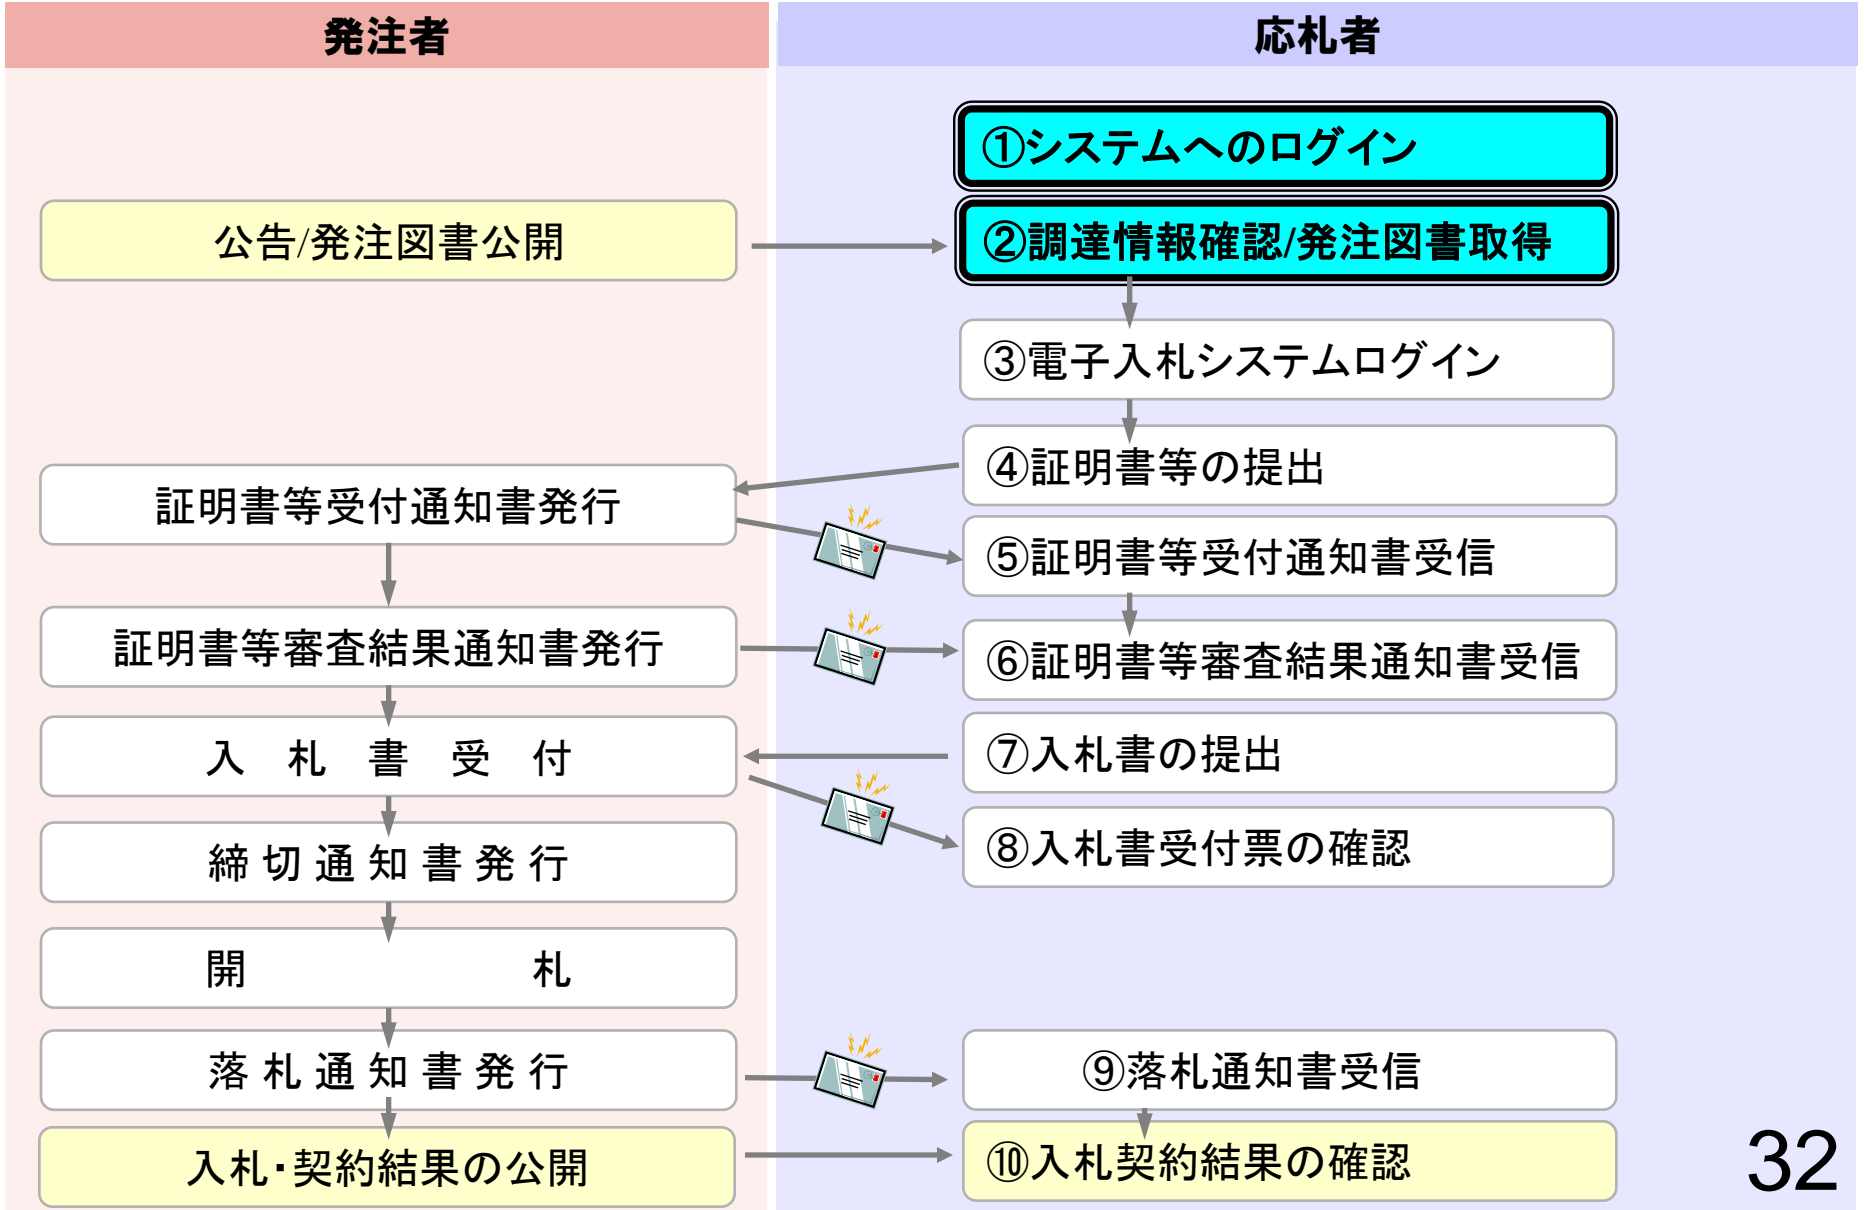 発注者
応札者
①システムへのログイン
公告/発注図書公開
②調達情報確認/発注図書取得
③電子入札システムログイン
④証明書等の提出
証明書等受付通知書発行
⑤証明書等受付通知書受信
証明書等審査結果通知書発行
⑥証明書等審査結果通知書受信
入 札 書 受 付
⑦入札書の提出
⑧入札書受付票の確認
締 切 通 知 書 発 行
開 札
落 札 通 知 書 発 行
⑨落札通知書受信
入札・契約結果の公開
⑩入札契約結果の確認
32